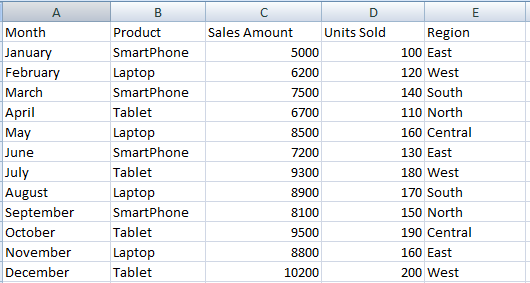 A B C D E
Month Product Sales Amount Units Sold Region
January SmartPhone 5000 100 East
February Laptop 6200 120 West
March SmartPhone 7500 140 South
April Tablet 6700 110 North
May Laptop 8500 160 Central
June SmartPhone 7200 130 East
July Tablet 9300 180 West
August Laptop 8900 170 South
September SmartPhone 8100 150 North
October Tablet 9500 190 Central
November Laptop 8800 160 East
December Tablet 10200 200 West